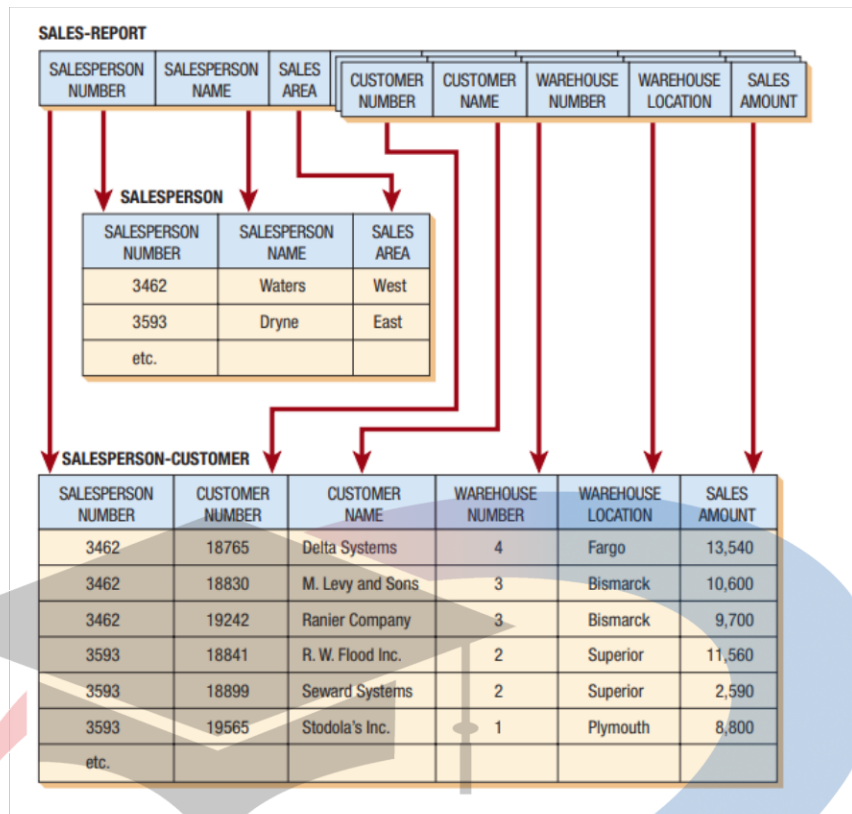 SALES-REPORT
SALESPERSON NUMBER SALESPERSON NAME SALES AREA CUSTOMER NUMBER CUSTOMER NAME WAREHOUSE NUMBER WAREHOUSE LOCATION SALES AMOUNT
SALESPERSON
SALESPERSON NUMBER SALESPERSON NAME SALES AREA
3462 Waters West
3593 Dryne East
etc.
SALESPERSON-CUSTOMER
SALESPERSON NUMBER CUSTOMER NUMBER CUSTOMER NAME WAREHOUSE NUMBER WAREHOUSE LOCATION SALES AMOUNT
3462 18765 Delta Systems 4 Fargo 13,540
3462 18830 M. Levy and Sons 3 Bismarck 10,600
3462 19242 Ranier Company 3 Bismarck 9,700
3593 18841 R. W. Flood Inc. 2 Superior 11,560
3593 18899 Seward Systems 2 Superior 2,590
3593 19565 Stodola's Inc. 1 Plymouth 8,800
etc.